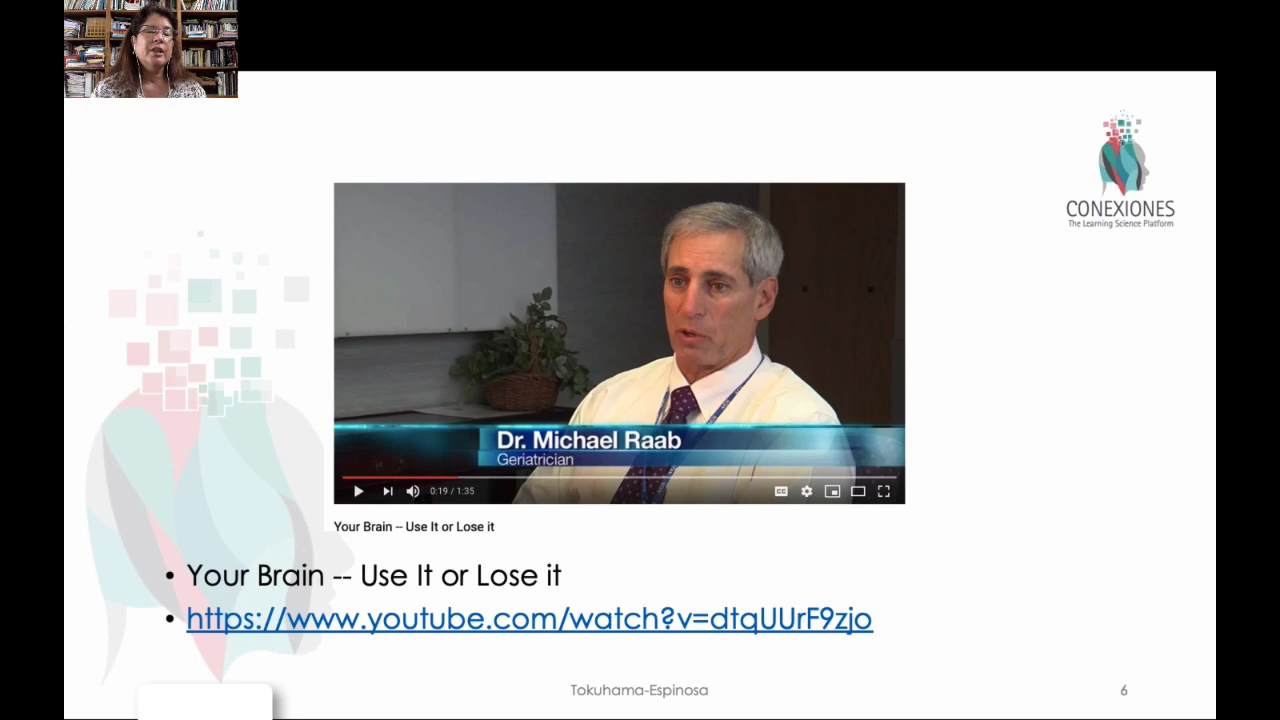 CONEXIONES
The Learning Science Platform
Dr. Michael Raab
Geriatrician
0:19 / 1:35
CC
Your Brain -- Use It or Lose it
• Your Brain -- Use It or Lose it
• https://www.youtube.com/watch?v=dtqUUrF9zjo
Tokuhama-Espinosa
6